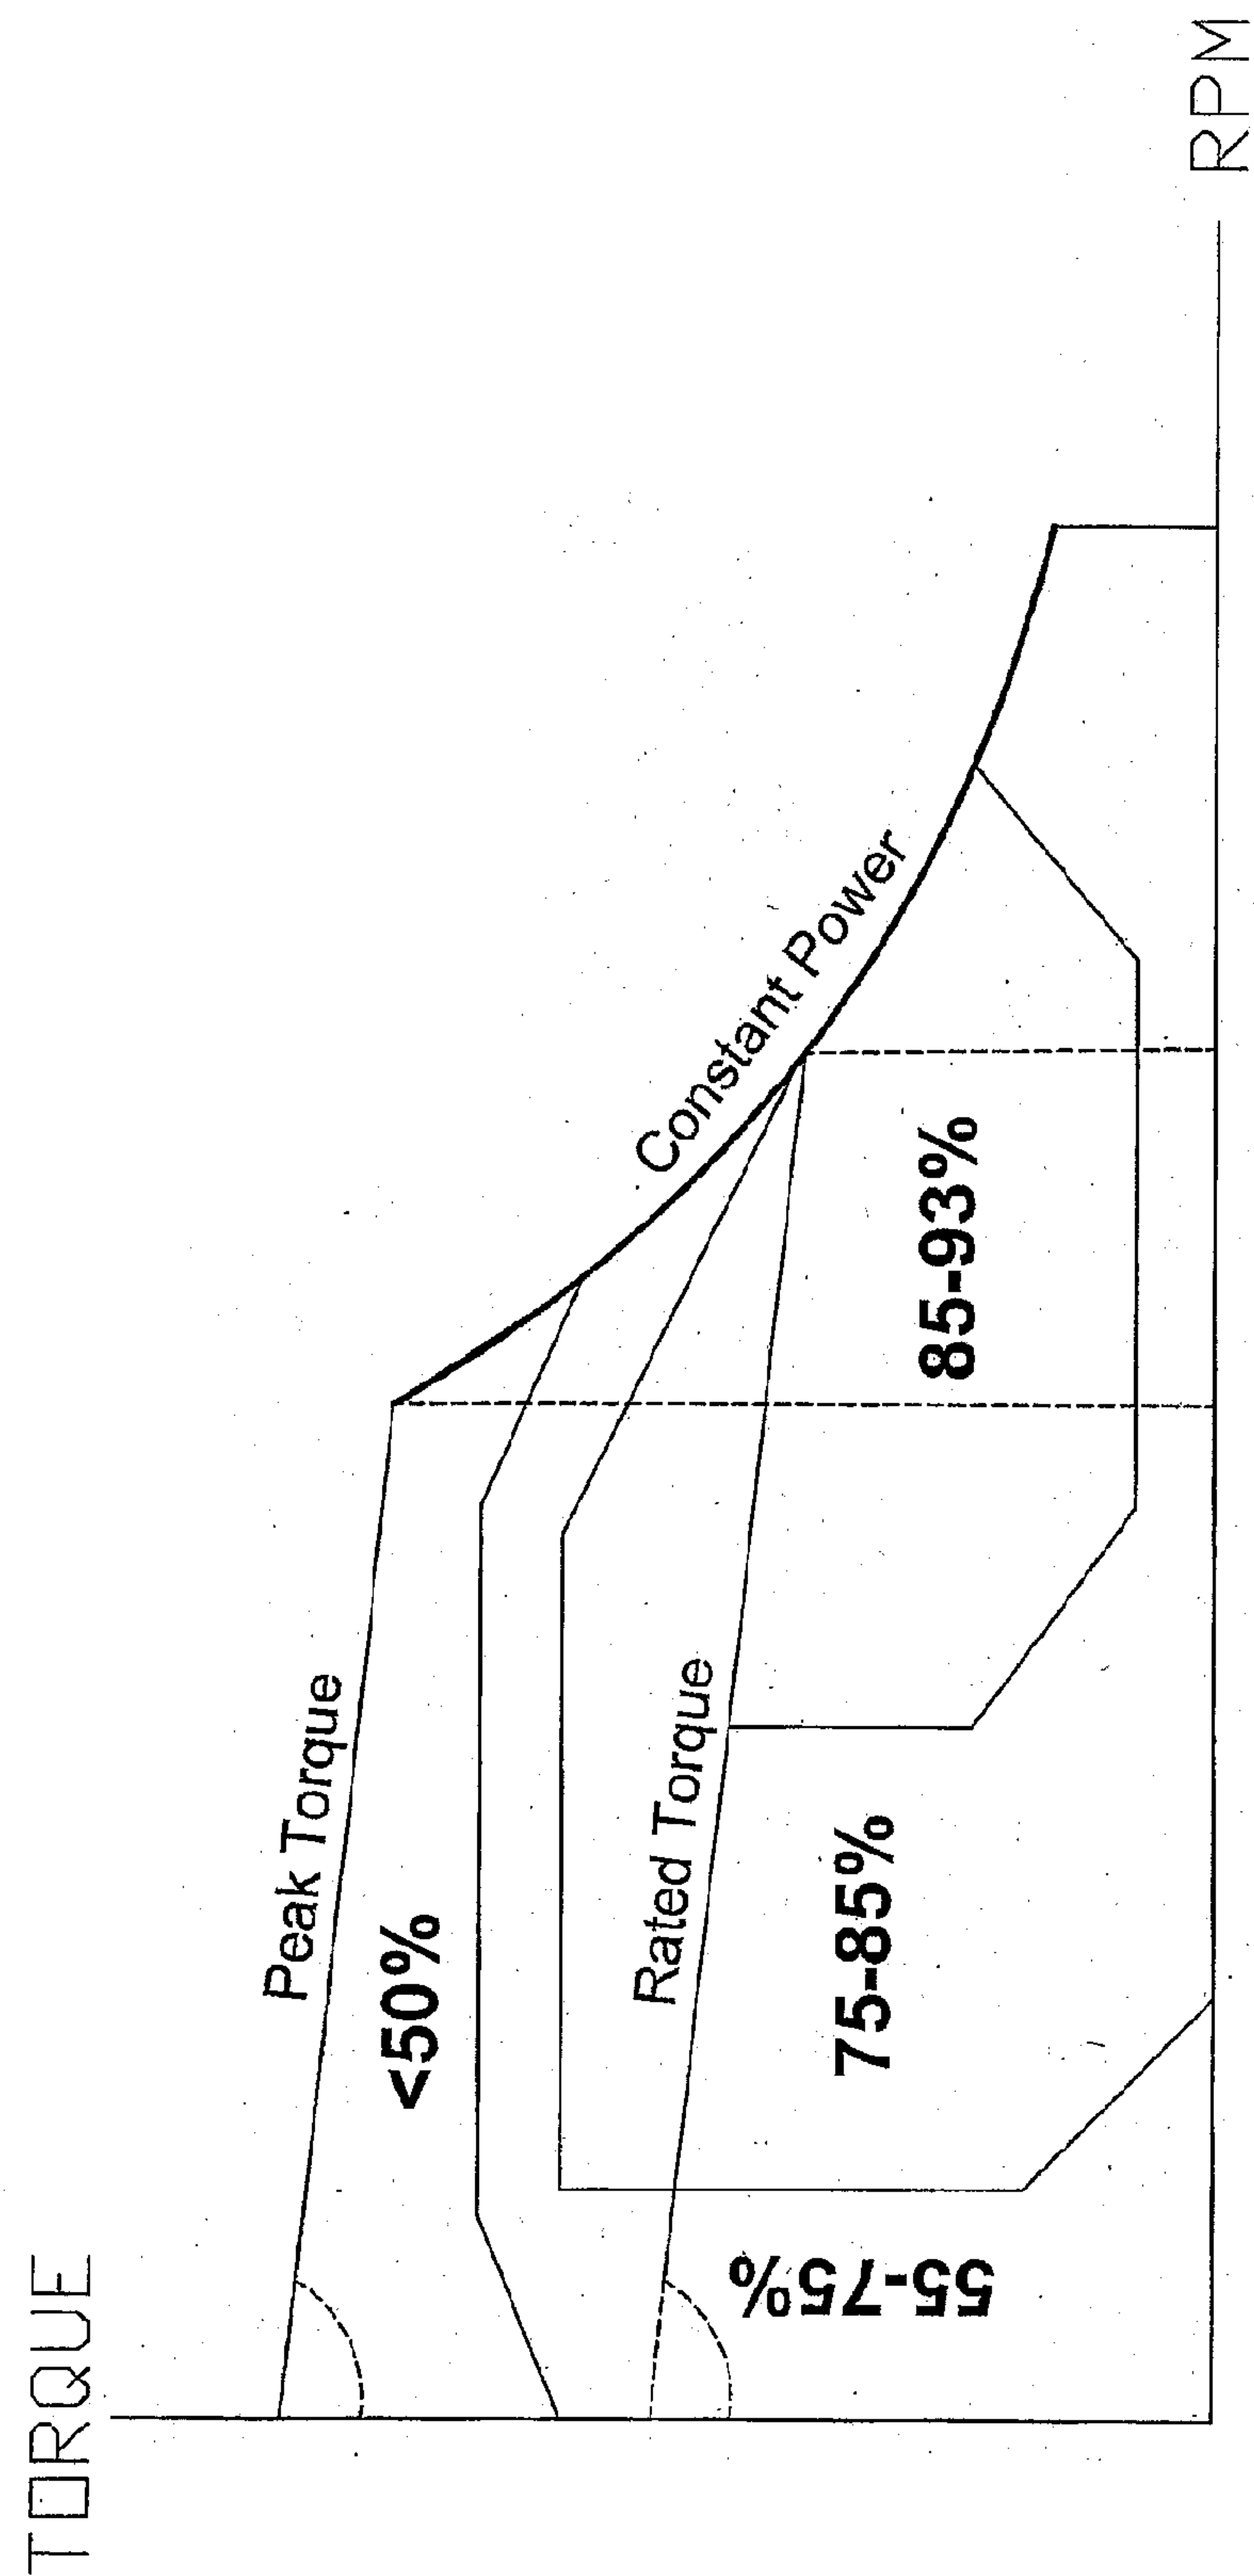 TORQUE
Peak Torque
<50%
Constant Power
Rated Torque
75-85%
85-93%
55-75%
RPM